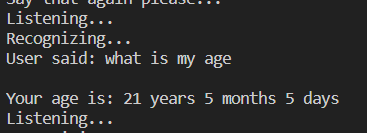 Say that again please...
Listening...
Recognizing...
User said: what is my age
Your age is: 21 years 5 months 5 days
Listening...